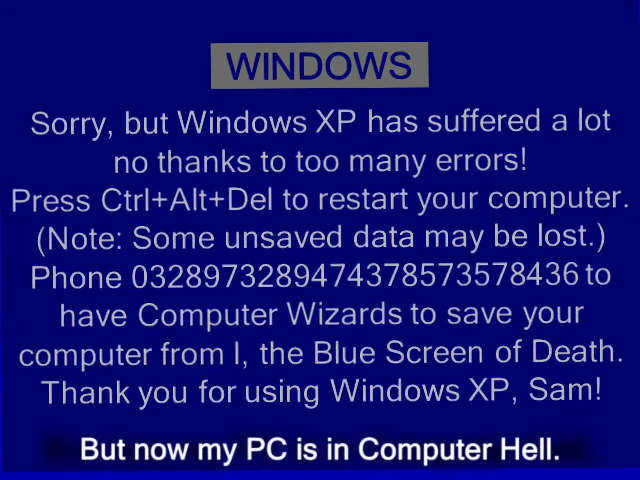 WINDOWS
Sorry, but Windows XP has suffered a lot
no thanks to too many errors!
Press Ctrl+Alt+Del to restart your computer.
(Note: Some unsaved data may be lost.)
Phone 0328973289474378573578436 to
have Computer Wizards to save your
computer from I, the Blue Screen of Death.
Thank you for using Windows XP, Sam!
But now my PC is in Computer Hell.